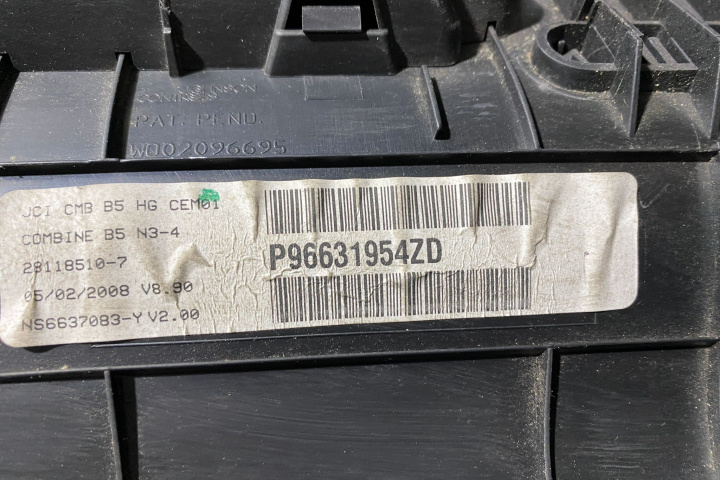 PAT. PEND.
WO02096695
JCI CMB B5 HG CEM01
COMBINE B5 N3-4
28118510-7
05/02/2008 V8.90
NS6637083-Y V2.00
P96631954ZD